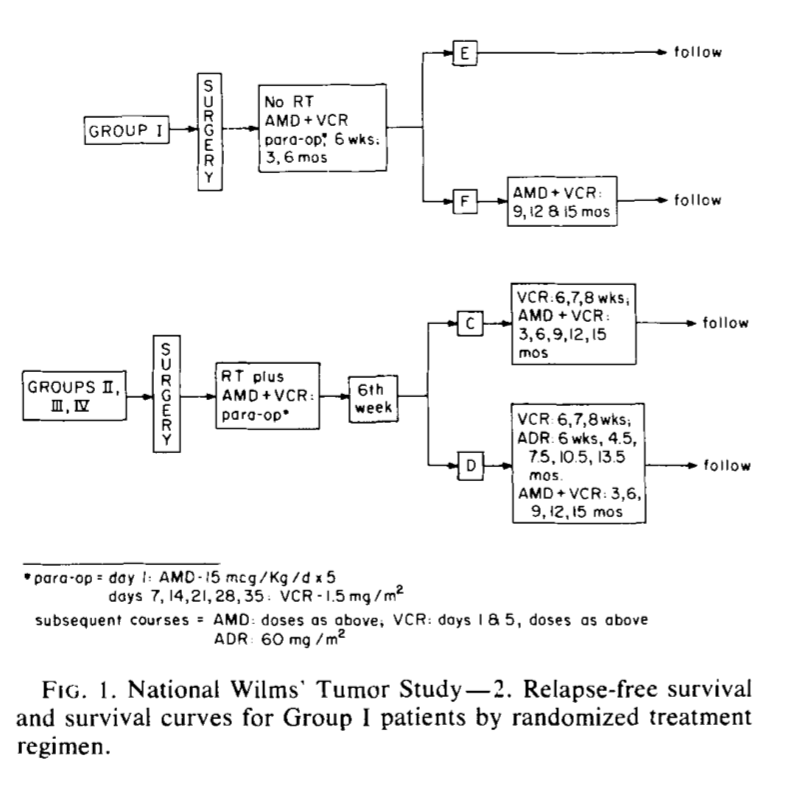 GROUP I
SURGERY
No RT
AMD+VCR
para-op*, 6 wks;
3, 6 mos
E
follow
F
AMD+VCR:
9, 12 & 15 mos
follow
GROUPS II,
III, IV
SURGERY
RT plus
AMD+VCR:
para-op*
6th
week
C
VCR: 6,7,8 wks;
AMD + VCR:
3,6,9,12,15
mos
follow
D
VCR: 6,7,8wks;
ADR: 6 wks, 4.5,
7.5, 10.5, 13.5
mos.
AMD+VCR: 3,6,
9,12,15 mos
follow
*para-op = day 1: AMD-15 mcg/Kg/d x 5
days 7, 14, 21, 28, 35: VCR-1.5 mg/m²
subsequent courses = AMD: doses as above; VCR: days 1 & 5, doses as above
ADR: 60 mg/m²
FIG. 1. National Wilms' Tumor Study—2. Relapse-free survival
and survival curves for Group I patients by randomized treatment
regimen.